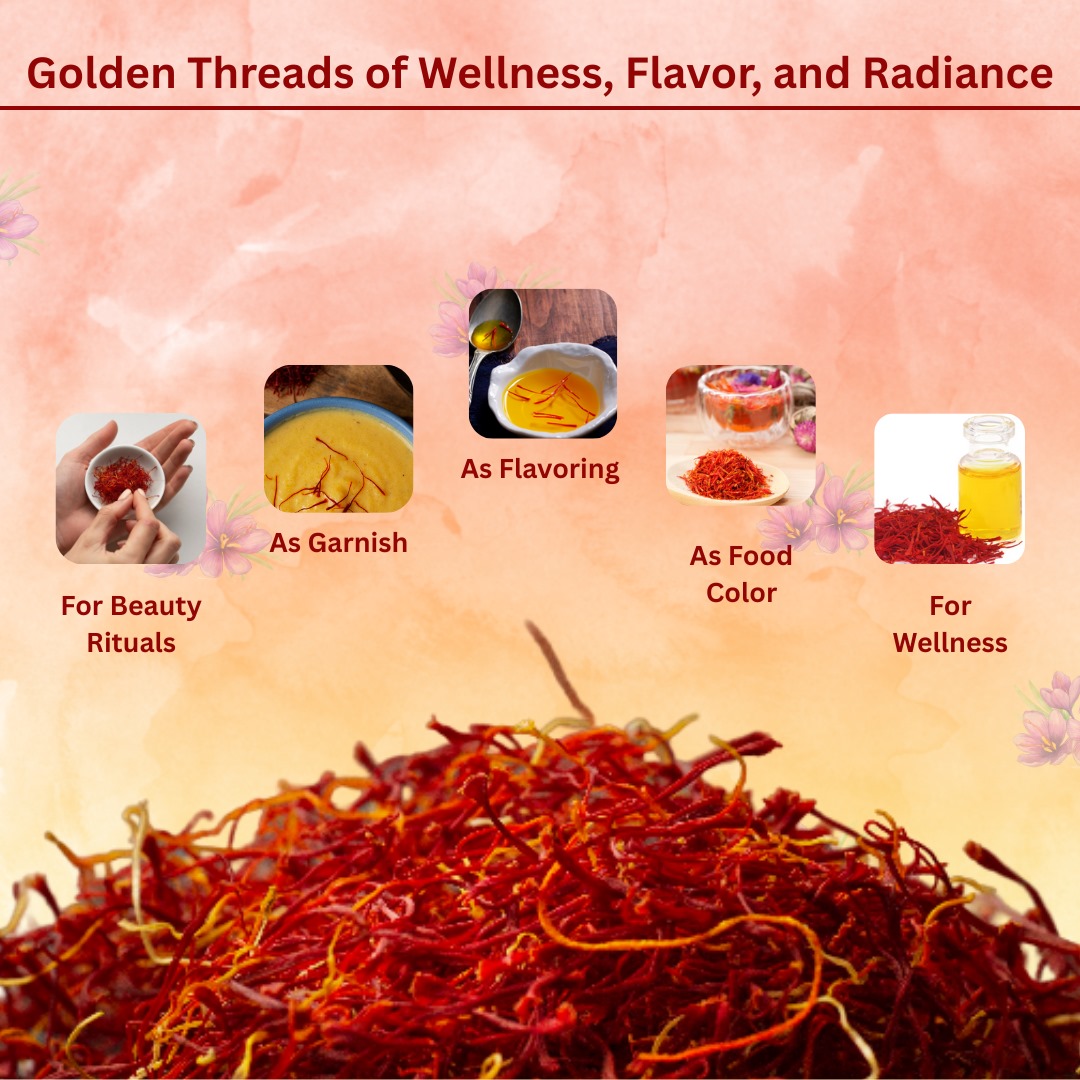 Golden Threads of Wellness, Flavor, and Radiance
For Beauty
Rituals
As Garnish
As Flavoring
As Food
Color
For
Wellness